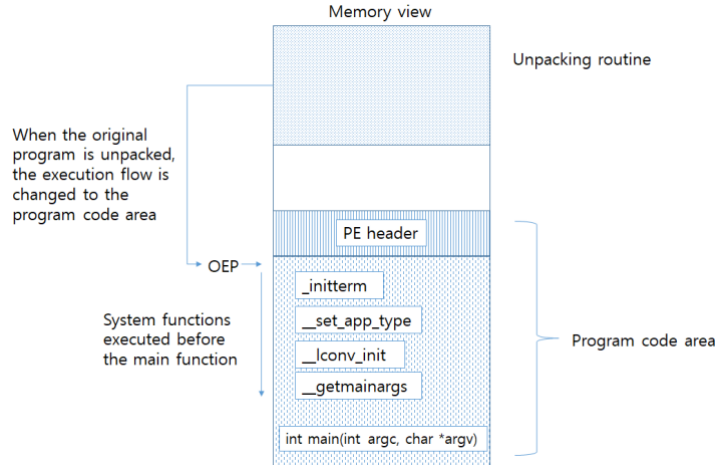 Memory view
Unpacking routine
When the original
program is unpacked,
the execution flow is
changed to the
program code area
PE header
OEP
_initterm
__set_app_type
__lconv_init
__getmainargs
System functions
executed before
the main function
Program code area
int main(int argc, char *argv)